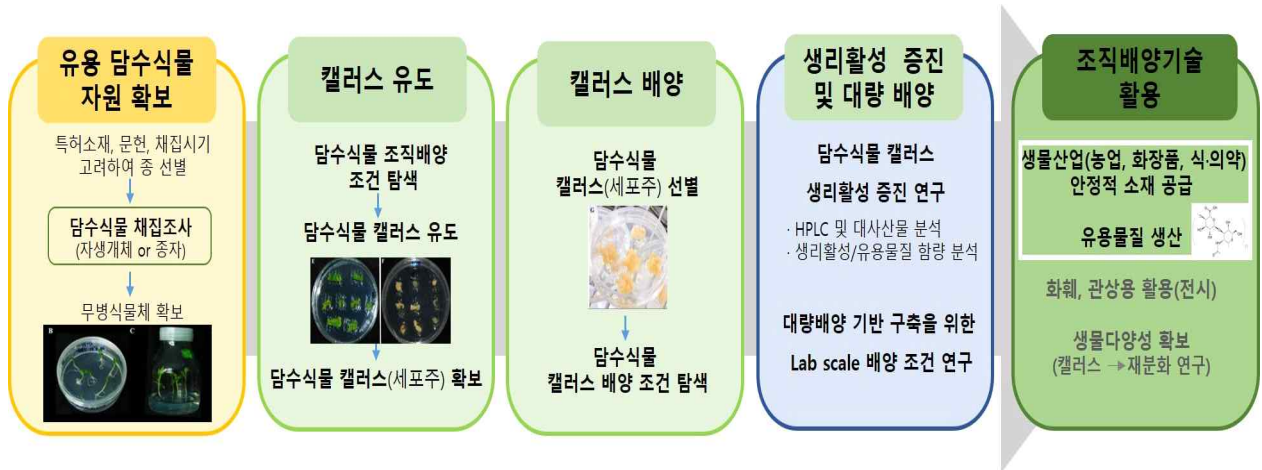 유용 담수식물
자원 확보
특허소재, 문헌, 채집시기
고려하여 종 선별
담수식물 채집조사
(자생개체 or 종자)
무병식물체 확보
B
C
캘러스 유도
담수식물 조직배양
조건 탐색
담수식물 캘러스 유도
E
F
담수식물 캘러스(세포주) 확보
캘러스 배양
담수식물
캘러스(세포주) 선별
G
담수식물
캘러스 배양 조건 탐색
생리활성 증진
및 대량 배양
담수식물 캘러스
생리활성 증진 연구
· HPLC 및 대사산물 분석
· 생리활성/유용물질 함량 분석
대량배양 기반 구축을 위한
Lab scale 배양 조건 연구
조직배양기술
활용
생물산업(농업, 화장품, 식·의약)
안정적 소재 공급
유용물질 생산
화훼, 관상용 활용(전시)
생물다양성 확보
(캘러스 → 재분화 연구)